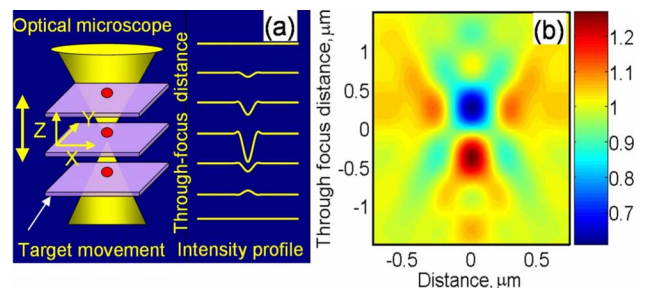 Optical microscope
(a)
Through-focus distance
Z
Y
X
Target movement
Intensity profile
(b)
Through focus distance, µm
1
0.5
0
-0.5
-1
-0.5
0
0.5
Distance, µm
1.2
1.1
1
0.9
0.8
0.7